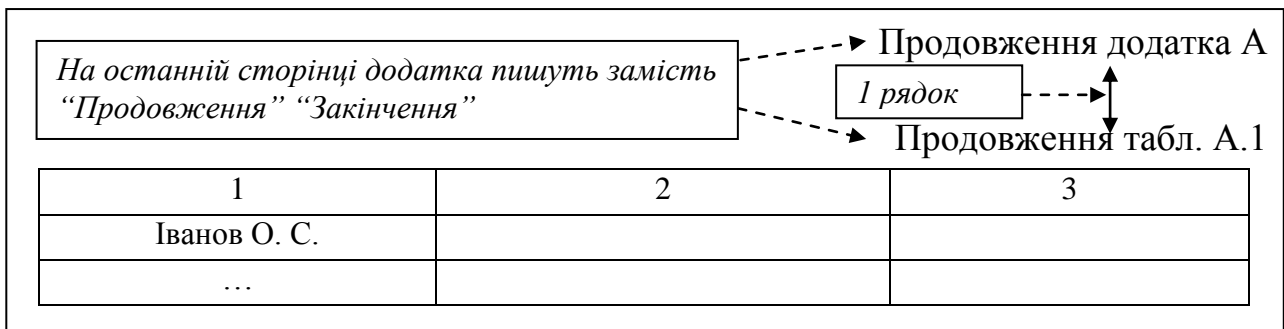 Продовження додатка А
На останній сторінці додатка пишуть замість
“Продовження” “Закінчення”
1 рядок
Продовження табл. А.1
1 2 3
Іванов О. С.
…